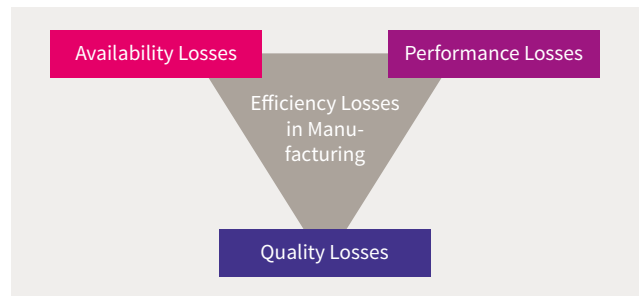 Availability Losses
Performance Losses
Efficiency Losses
in Manu-
facturing
Quality Losses